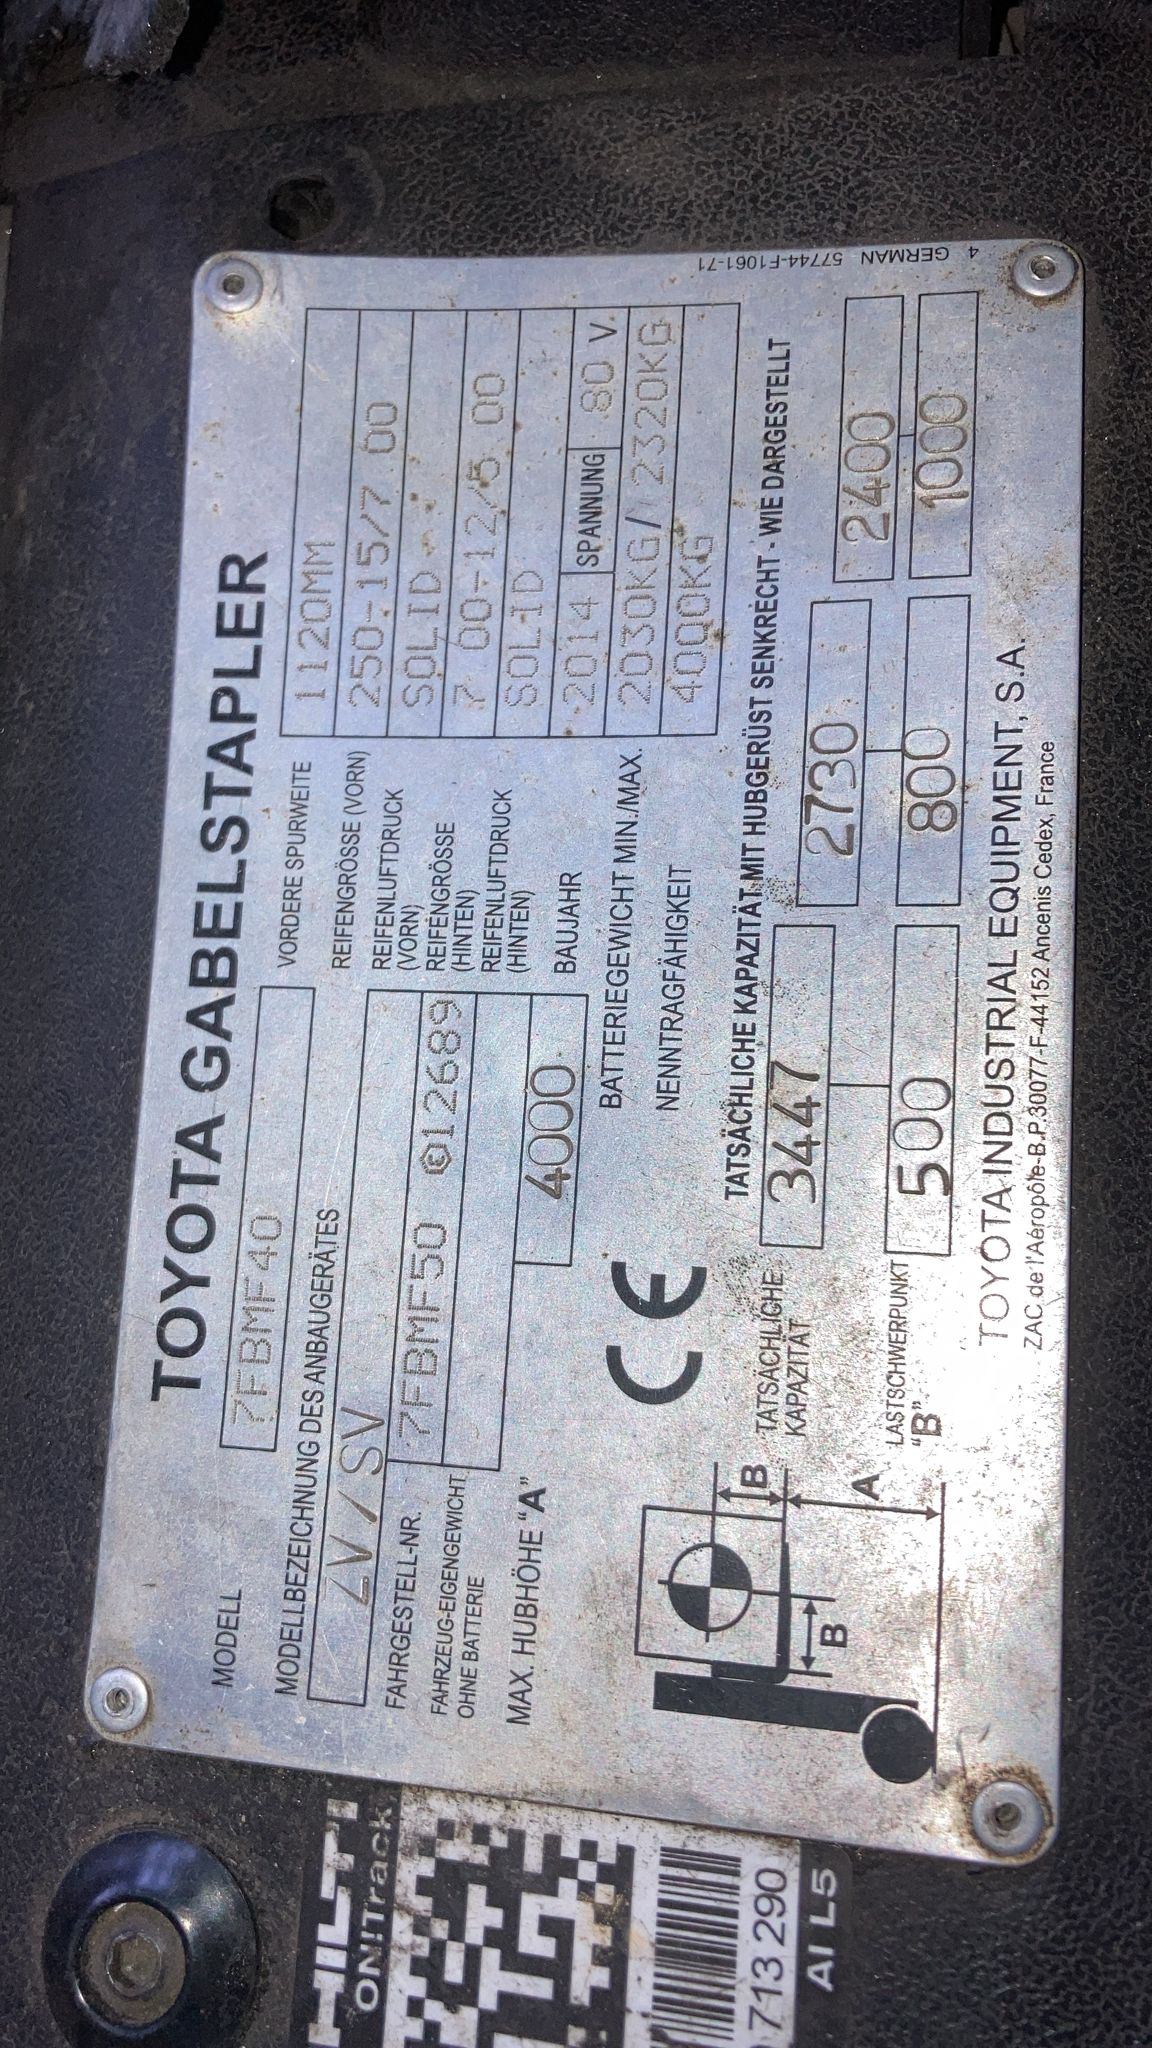 TOYOTA GABELSTAPLER
MODELL 7FBMF40
MODELLBEZEICHNUNG DES ANBAUGERÄTES
ZV/SV
FAHRGESTELL-NR. 7FBMF50 012689
FAHRZEUG-EIGENGEWICHT
OHNE BATTERIE
MAX. HUBHÖHE "A" 4000
VORDERE SPURWEITE 1120MM
REIFENGRÖSSE (VORN) 250-15/7 00
REIFENLUFTDRUCK
(VORN) SOLID
REIFENGRÖSSE
(HINTEN) 7 00-12/5 00
REIFENLUFTDRUCK
(HINTEN) SOLID
BAUJAHR 2014 SPANNUNG 80 V
BATTERIEGEWICHT MIN./MAX. 2030KG/ 2320KG
NENNTRAGFÄHIGKEIT 4000KG
CE
TATSÄCHLICHE KAPAZITÄT MIT HUBGERÜST SENKRECHT - WIE DARGESTELLT
TATSÄCHLICHE
KAPAZITÄT 3447 2730 2400
LASTSCHWERPUNKT
"B" 500 800 1000
B
B
A
TOYOTA INDUSTRIAL EQUIPMENT, S.A.
ZAC de l'Aéropôle-B.P.30077-F-44152 Ancenis Cedex, France
4 GERMAN 57744-F1061-71
HILTI
ON!Track
713290
AI L5